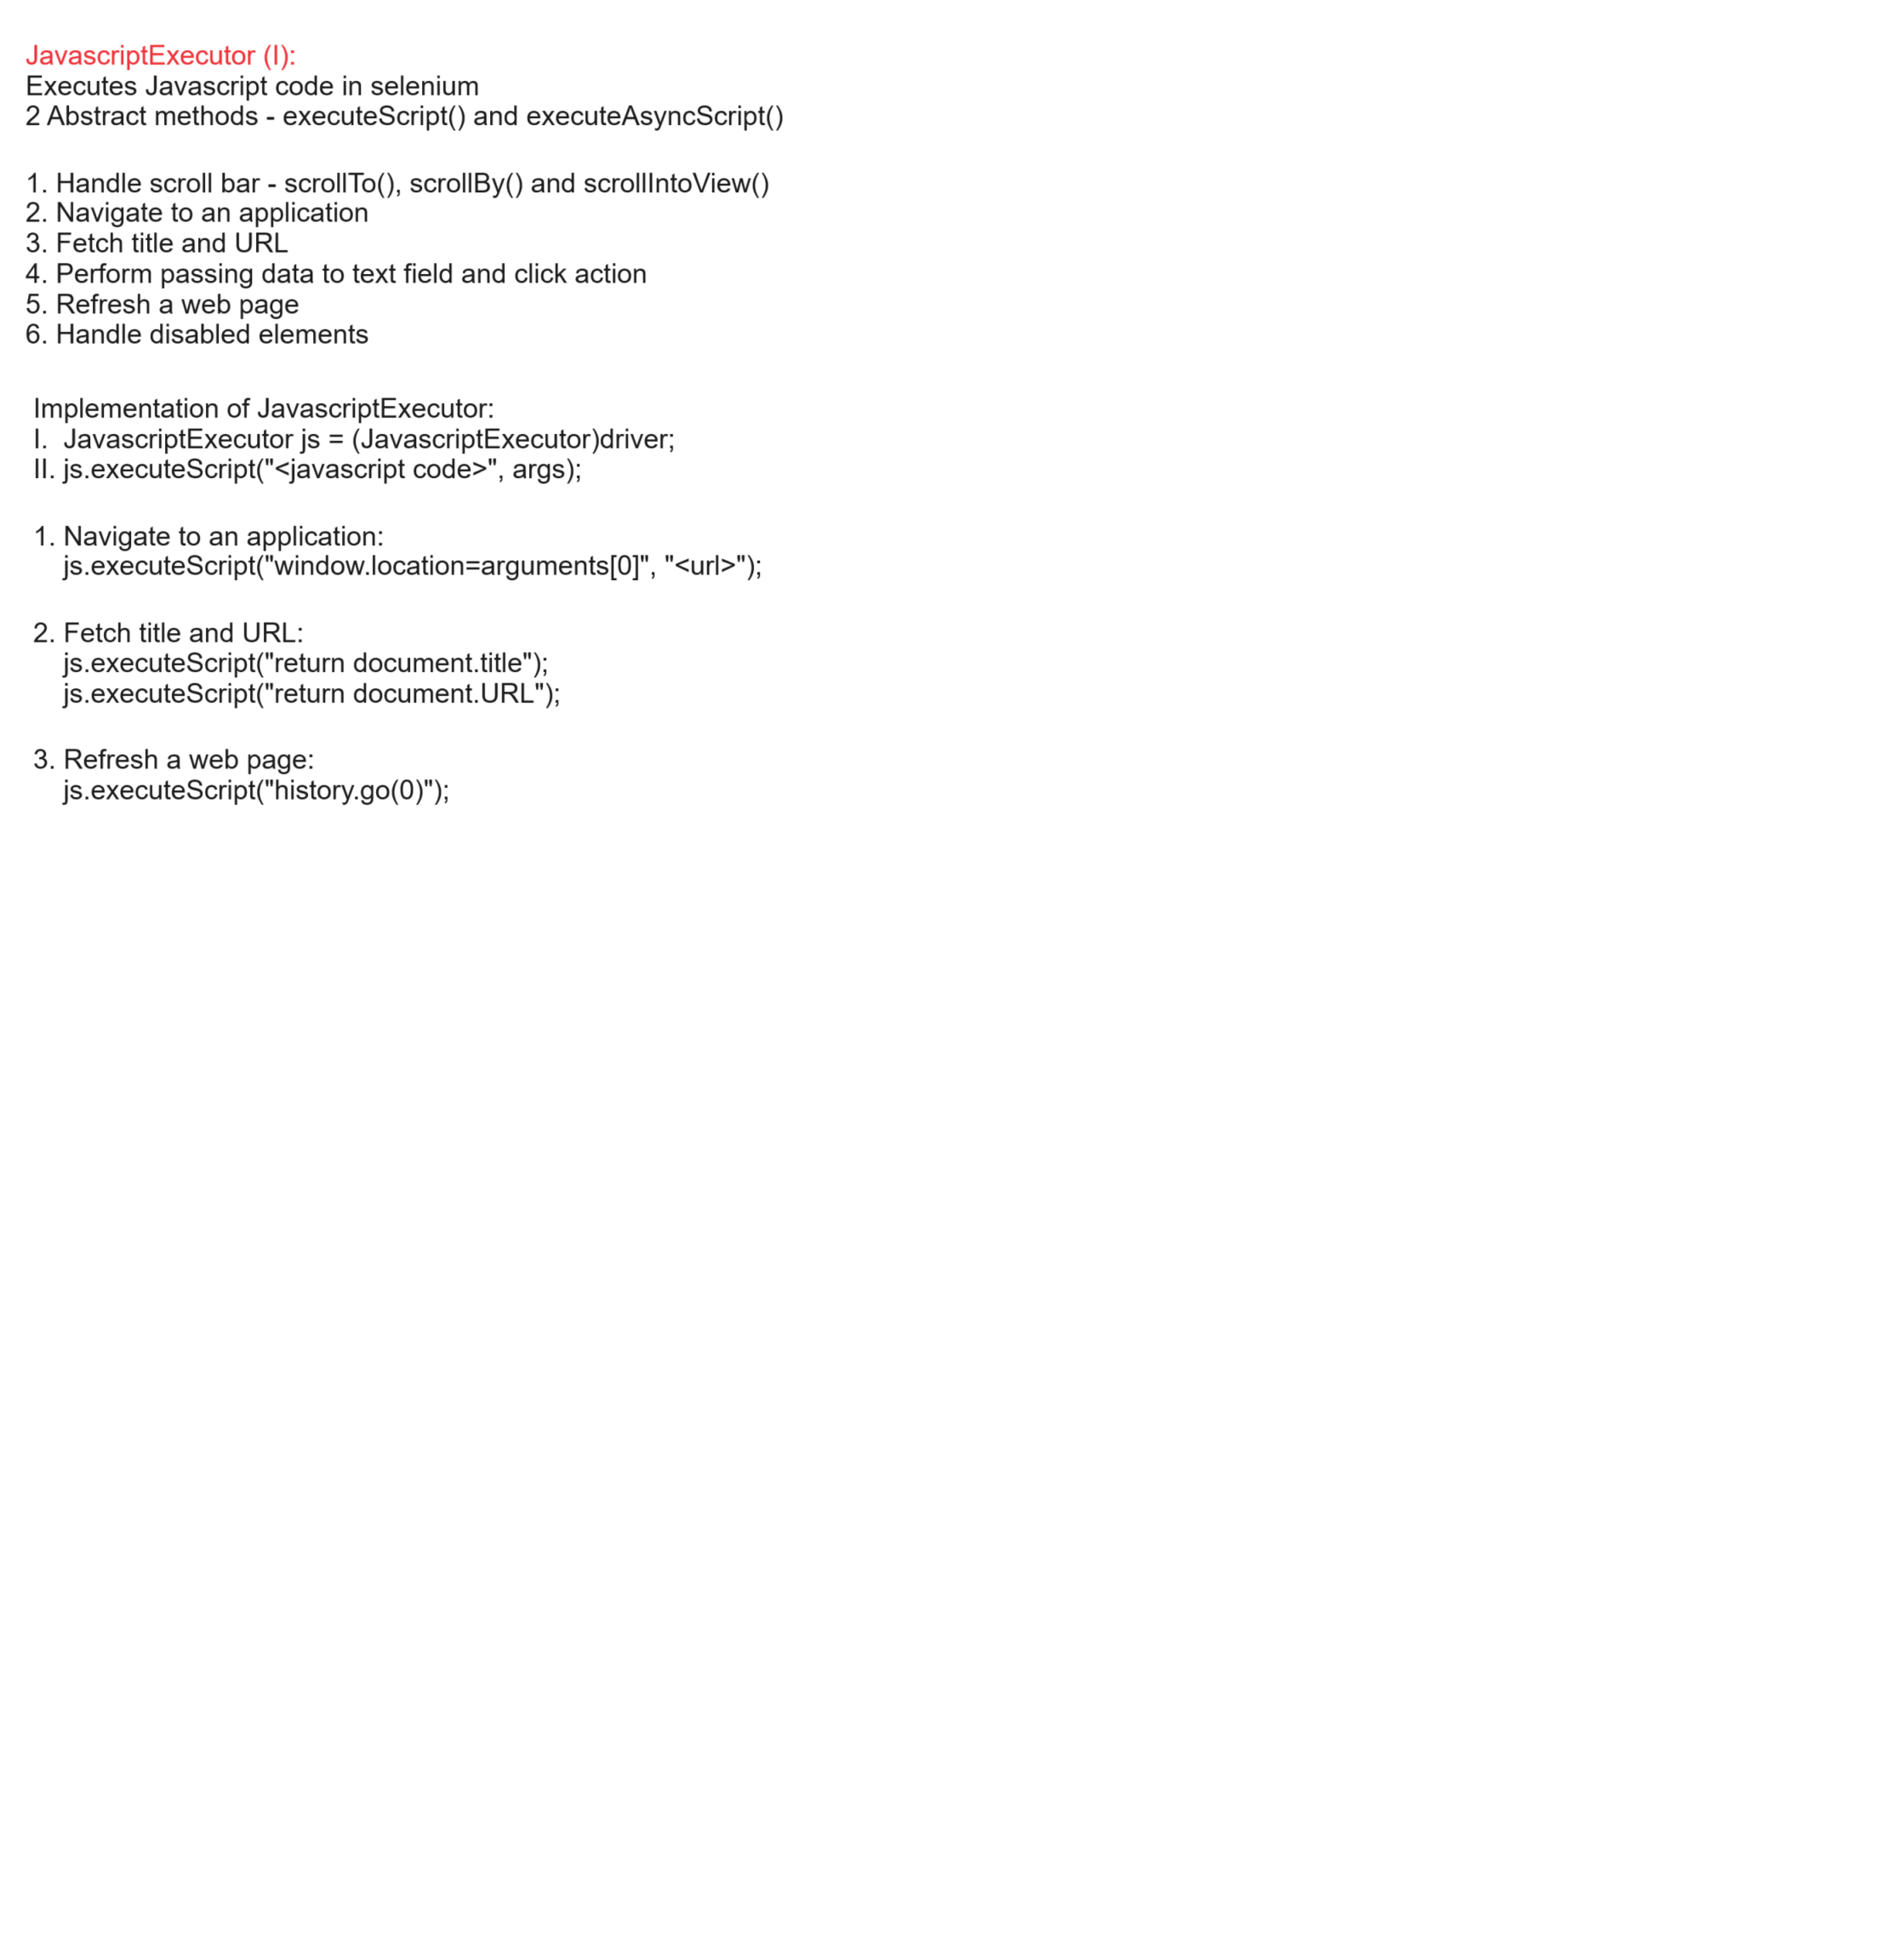 JavascriptExecutor (I):
Executes Javascript code in selenium
2 Abstract methods - executeScript() and executeAsyncScript()
1. Handle scroll bar - scrollTo(), scrollBy() and scrollIntoView()
2. Navigate to an application
3. Fetch title and URL
4. Perform passing data to text field and click action
5. Refresh a web page
6. Handle disabled elements
Implementation of JavascriptExecutor:
I.  JavascriptExecutor js = (JavascriptExecutor)driver;
II. js.executeScript("<javascript code>", args);
1. Navigate to an application:
js.executeScript("window.location=arguments[0]", "<url>");
2. Fetch title and URL:
js.executeScript("return document.title");
js.executeScript("return document.URL");
3. Refresh a web page:
js.executeScript("history.go(0)");